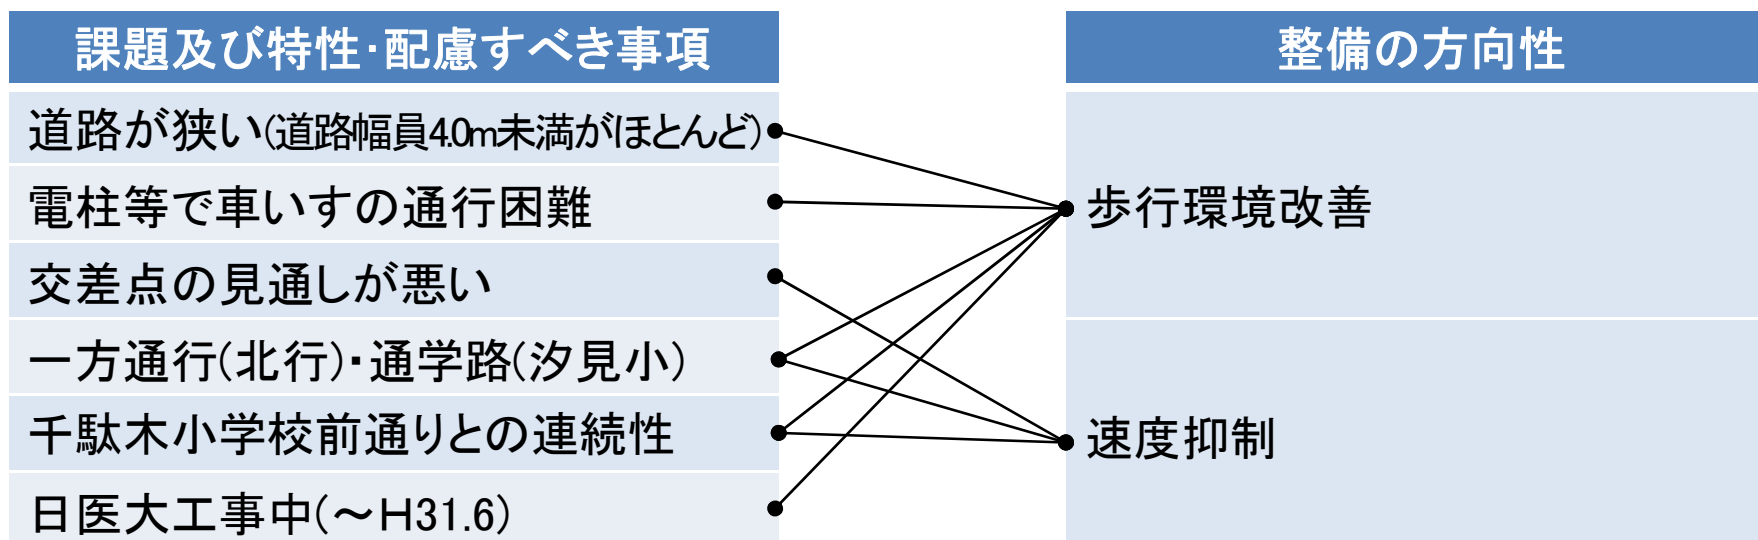 課題及び特性・配慮すべき事項
道路が狭い(道路幅員4.0m未満がほとんど)
電柱等で車いすの通行困難
交差点の見通しが悪い
一方通行(北行)・通学路(汐見小)
千駄木小学校前通りとの連続性
日医大工事中(～H31.6)
整備の方向性
歩行環境改善
速度抑制